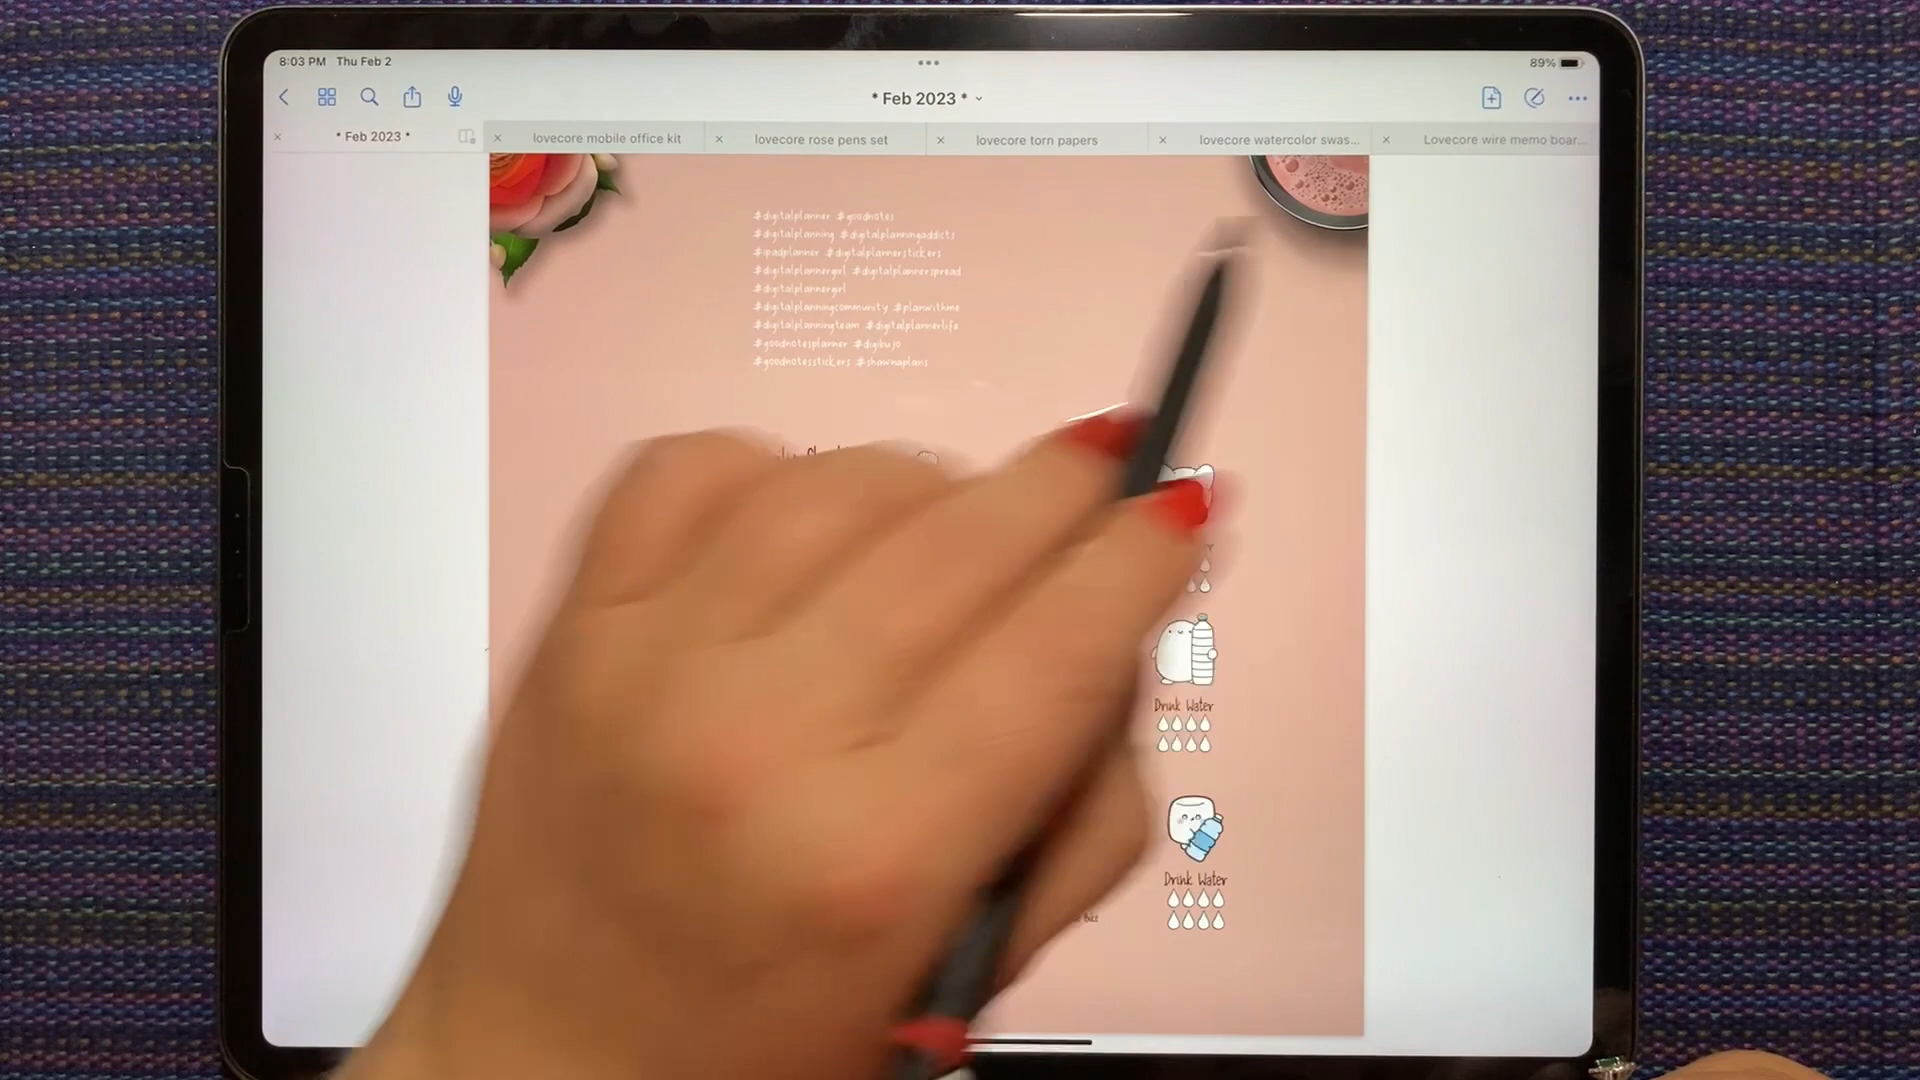 8:03 PM Thu Feb 2
89%
* Feb 2023 *
* Feb 2023 *
lovecore mobile office kit
lovecore rose pens set
lovecore torn papers
lovecore watercolor swas...
Lovecore wire memo boar...
#digitalplanner #goodnotes
#digitalplanning #digitalplanningaddicts
#ipadplanner #digitalplannerstickers
#digitalplannergirl #digitalplannerspread
#digitalplannergirl
#digitalplanningcommunity #planwithme
#digitalplanningteam #digitalplannerlife
#goodnotesplanner #digibujo
#goodnotesstickers #shawnaplans
Drink Water
Drink Water